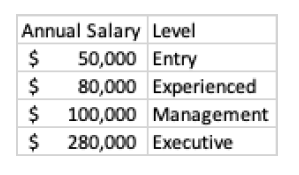 Annual Salary Level
$ 50,000 Entry
$ 80,000 Experienced
$ 100,000 Management
$ 280,000 Executive